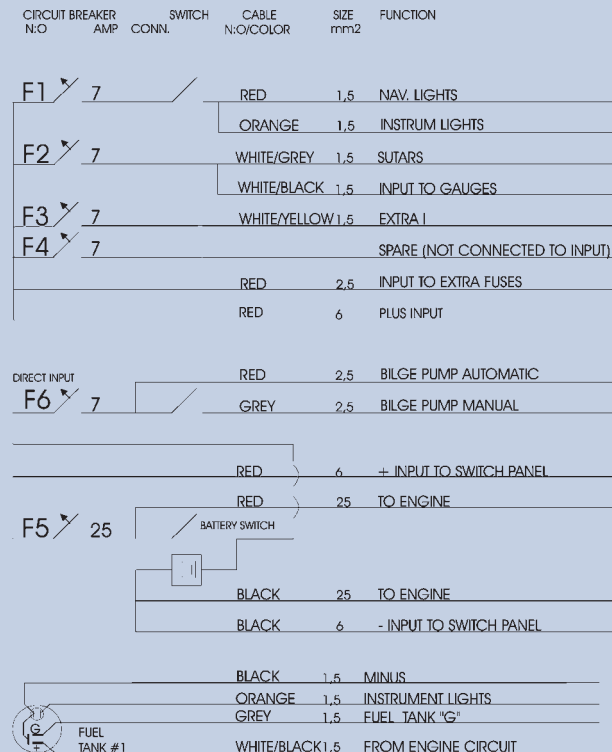 CIRCUIT BREAKER SWITCH CABLE SIZE FUNCTION
N:O AMP CONN. N:O/COLOR mm2
F1 7 RED 1,5 NAV. LIGHTS
ORANGE 1,5 INSTRUM LIGHTS
F2 7 WHITE/GREY 1,5 SUTARS
WHITE/BLACK 1,5 INPUT TO GAUGES
F3 7 WHITE/YELLOW 1,5 EXTRA I
F4 7 SPARE (NOT CONNECTED TO INPUT)
RED 2,5 INPUT TO EXTRA FUSES
RED 6 PLUS INPUT
DIRECT INPUT RED 2,5 BILGE PUMP AUTOMATIC
F6 7 GREY 2,5 BILGE PUMP MANUAL
RED 6 + INPUT TO SWITCH PANEL
RED 25 TO ENGINE
F5 25 BATTERY SWITCH
BLACK 25 TO ENGINE
BLACK 6 - INPUT TO SWITCH PANEL
BLACK 1,5 MINUS
ORANGE 1,5 INSTRUMENT LIGHTS
GREY 1,5 FUEL TANK "G"
G FUEL
TANK #1 WHITE/BLACK 1,5 FROM ENGINE CIRCUIT